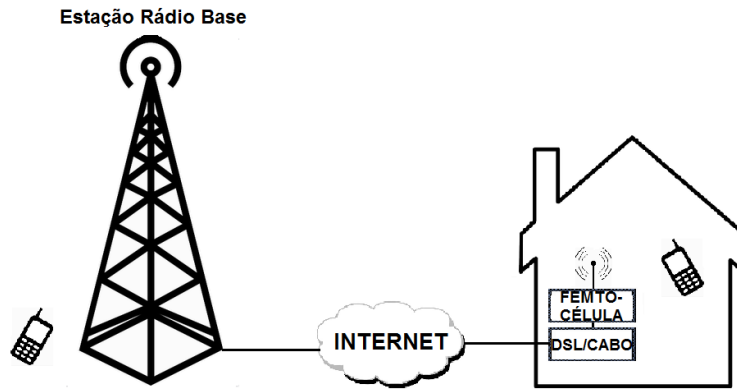 Estação Rádio Base
INTERNET
FEMTO-
CÉLULA
DSL/CABO